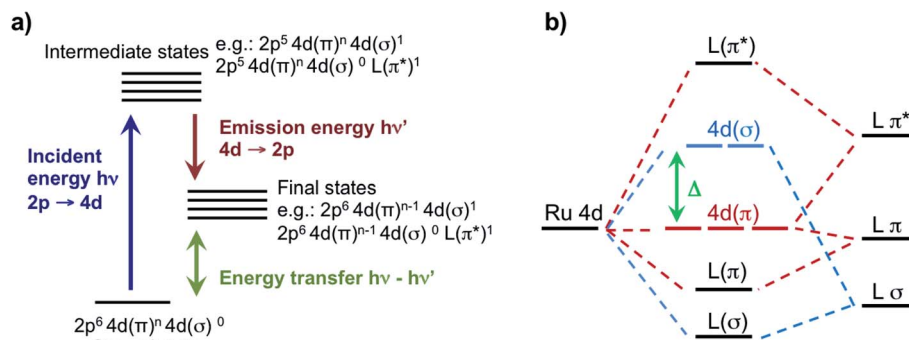 a)
Intermediate states
e.g.: 2p⁵ 4d(π)ⁿ 4d(σ)¹
2p⁵ 4d(π)ⁿ 4d(σ) ⁰ L(π*)¹
Incident
energy hν
2p → 4d
Emission energy hν’
4d → 2p
Final states
e.g.: 2p⁶ 4d(π)ⁿ⁻¹ 4d(σ)¹
2p⁶ 4d(π)ⁿ⁻¹ 4d(σ) ⁰ L(π*)¹
Energy transfer hν - hν’
2p⁶ 4d(π)ⁿ 4d(σ) ⁰
b)
L(π*)
L π*
4d(σ)
Δ
Ru 4d
4d(π)
L π
L(π)
L σ
L(σ)